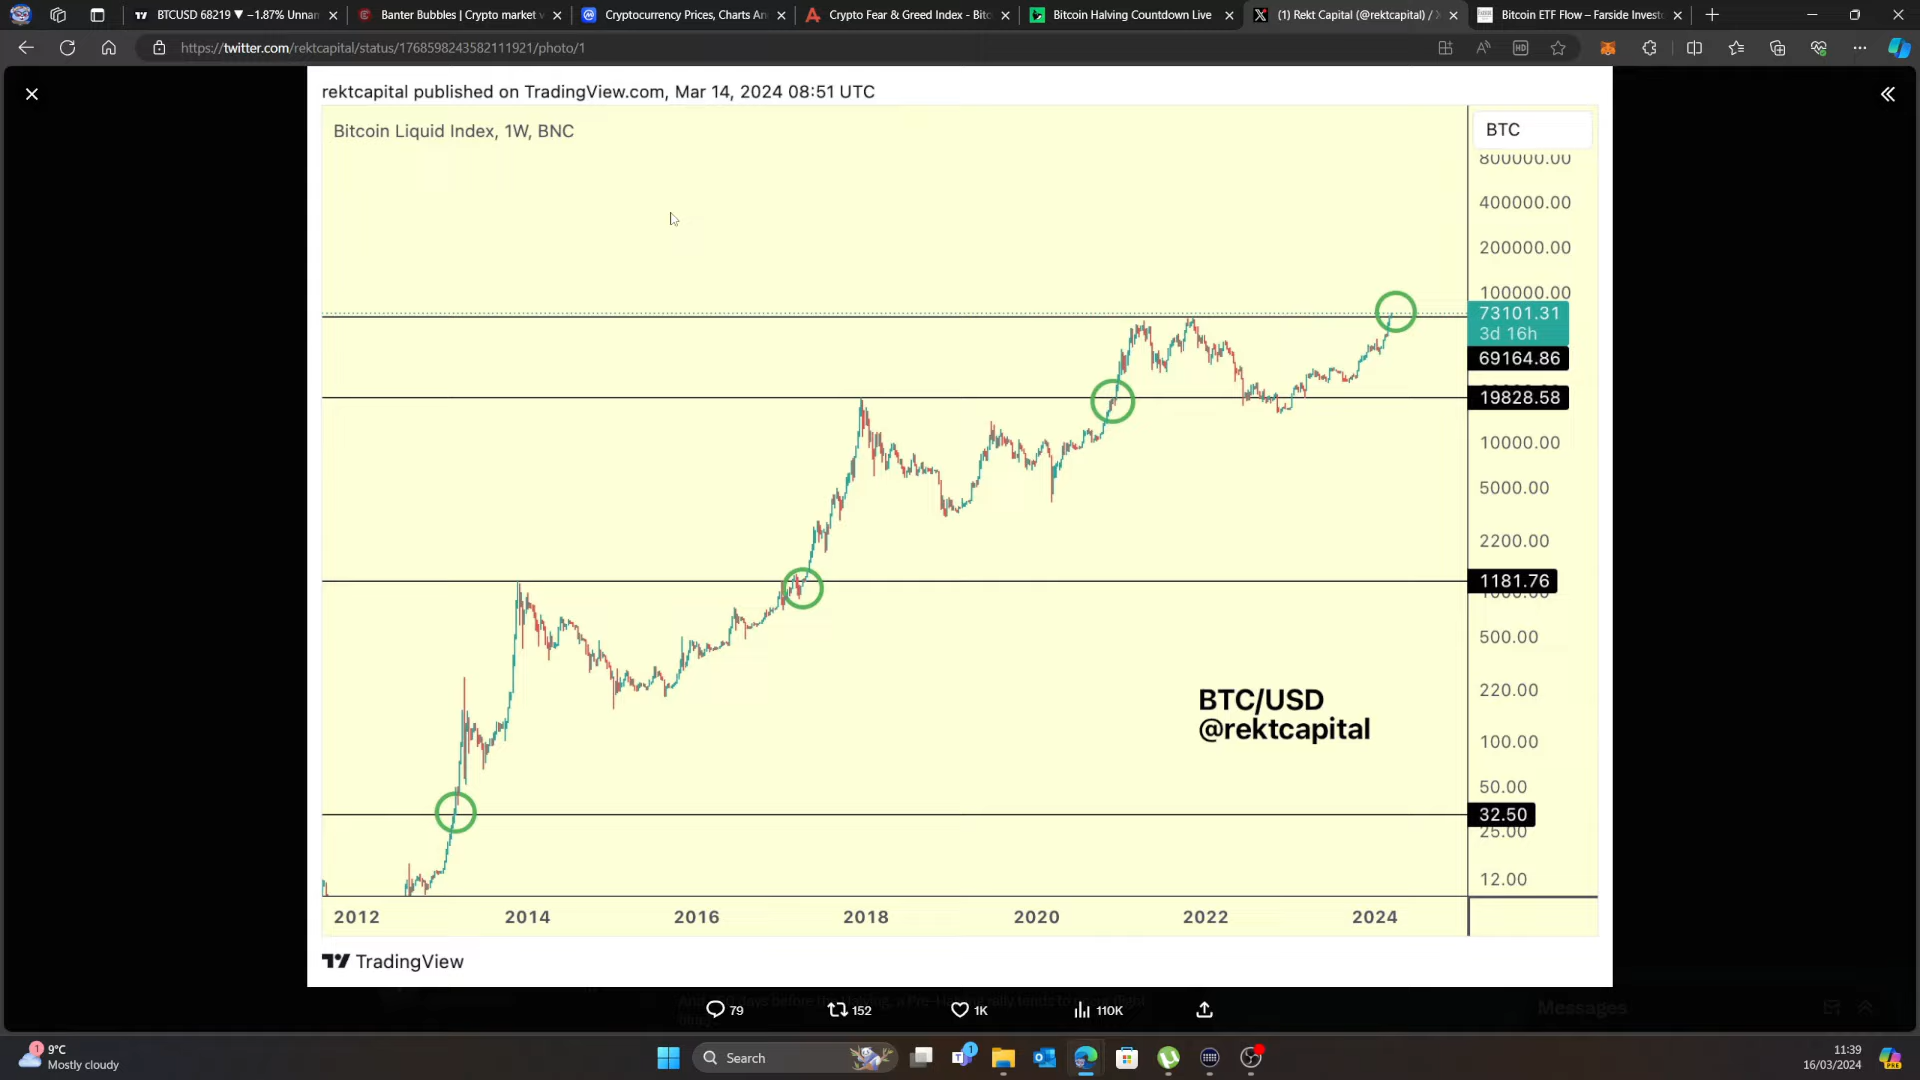 BTCUSD 68219 ▼ −1.87% Unnan
Banter Bubbles | Crypto market v
Cryptocurrency Prices, Charts An
Crypto Fear & Greed Index - Bitc
Bitcoin Halving Countdown Live
(1) Rekt Capital (@rektcapital) / X
Bitcoin ETF Flow – Farside Invest
https://twitter.com/rektcapital/status/1768598243582111921/photo/1
rektcapital published on TradingView.com, Mar 14, 2024 08:51 UTC
Bitcoin Liquid Index, 1W, BNC
BTC
800000.00
400000.00
200000.00
100000.00
73101.31
3d 16h
69164.86
19828.58
10000.00
5000.00
2200.00
1181.76
1000.00
500.00
220.00
BTC/USD
@rektcapital
100.00
50.00
32.50
25.00
12.00
2012 2014 2016 2018 2020 2022 2024
TradingView
79 152 1K 110K
Messages
1
9°C
Mostly cloudy
Search
1
11:39
16/03/2024